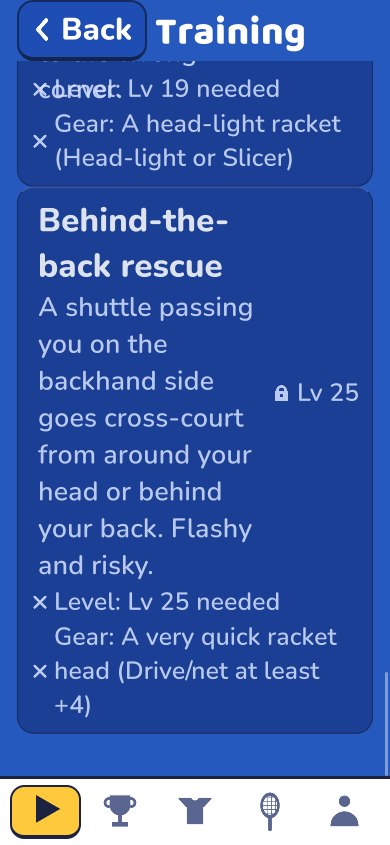 Back
Training
corner.
Level: Lv 19 needed
Gear: A head-light racket
(Head-light or Slicer)
Behind-the-
back rescue
A shuttle passing
you on the
backhand side
goes cross-court
from around your
head or behind
your back. Flashy
and risky.
Lv 25
Level: Lv 25 needed
Gear: A very quick racket
head (Drive/net at least
+4)